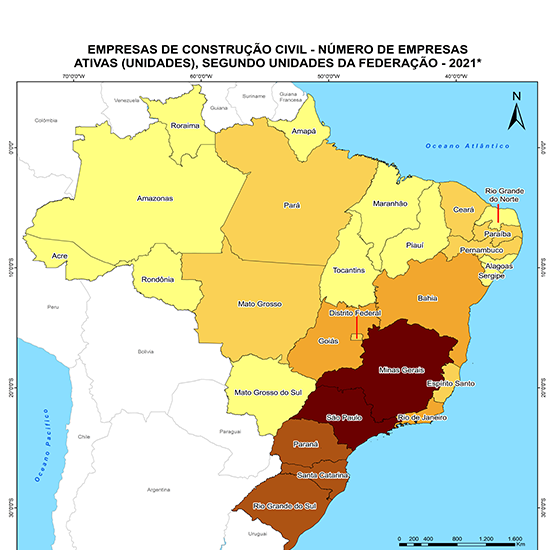 EMPRESAS DE CONSTRUÇÃO CIVIL - NÚMERO DE EMPRESAS
ATIVAS (UNIDADES), SEGUNDO UNIDADES DA FEDERAÇÃO - 2021*
70°0'0"O 60°0'0"O 50°0'0"O 40°0'0"O
Venezuela
Suriname
Guiana
Francesa
Guiana
N
Colômbia
Roraima
Amapá
Oceano Atlântico
0°0'0"
Rio Grande
do Norte
Amazonas
Pará
Maranhão
Ceará
Paraíba
Piauí
Pernambuco
Acre
10°0'0"S
Alagoas
Tocantins
Sergipe
Rondônia
Mato Grosso
Bahia
Peru
Distrito Federal
Goiás
Bolivia
Minas Gerais
Espírito Santo
20°0'0"S
Mato Grosso do Sul
São Paulo
Rio de Janeiro
Oceano Pacífico
Paraguai
Chile
Paraná
Santa Catarina
Argentina
Rio Grande do Sul
30°0'0"S
Uruguai
0 200 400 800 1.200 1.600
Km